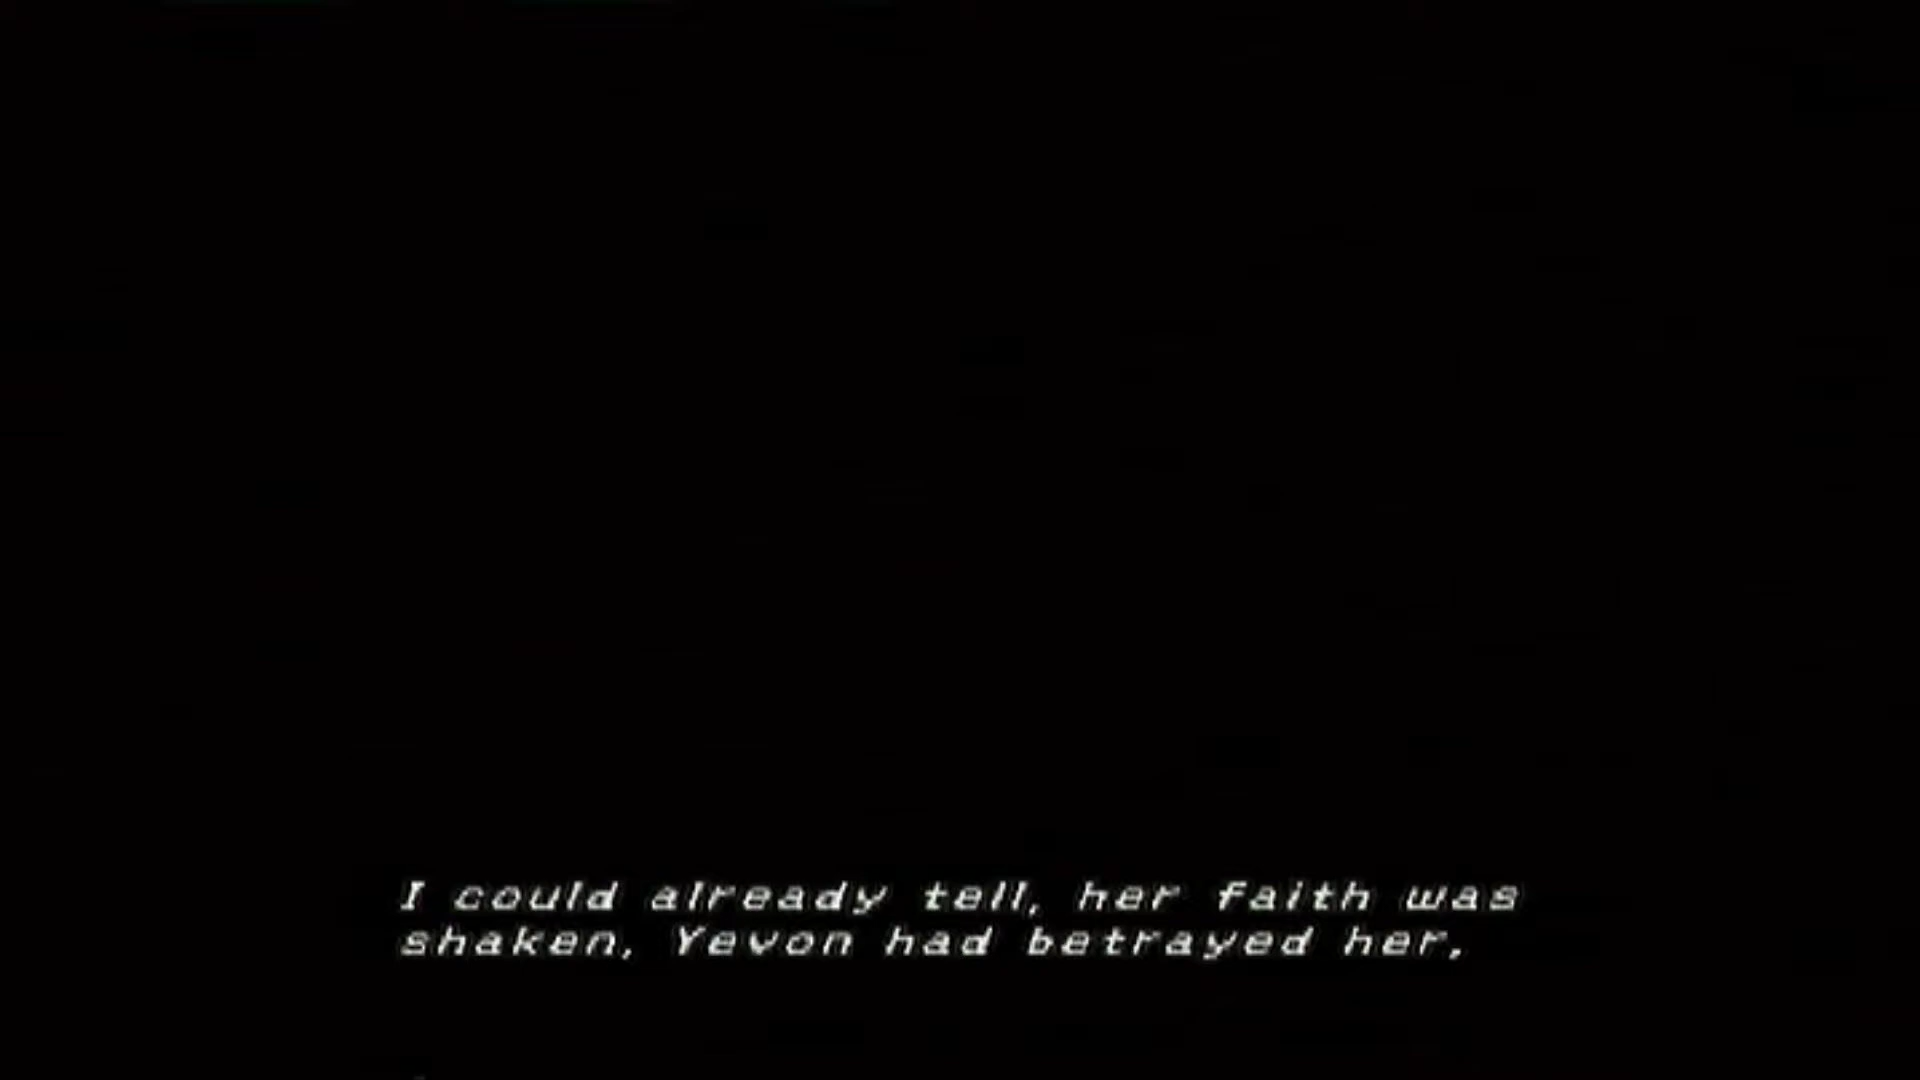 I could already tell, her faith was
shaken, Yevon had betrayed her,